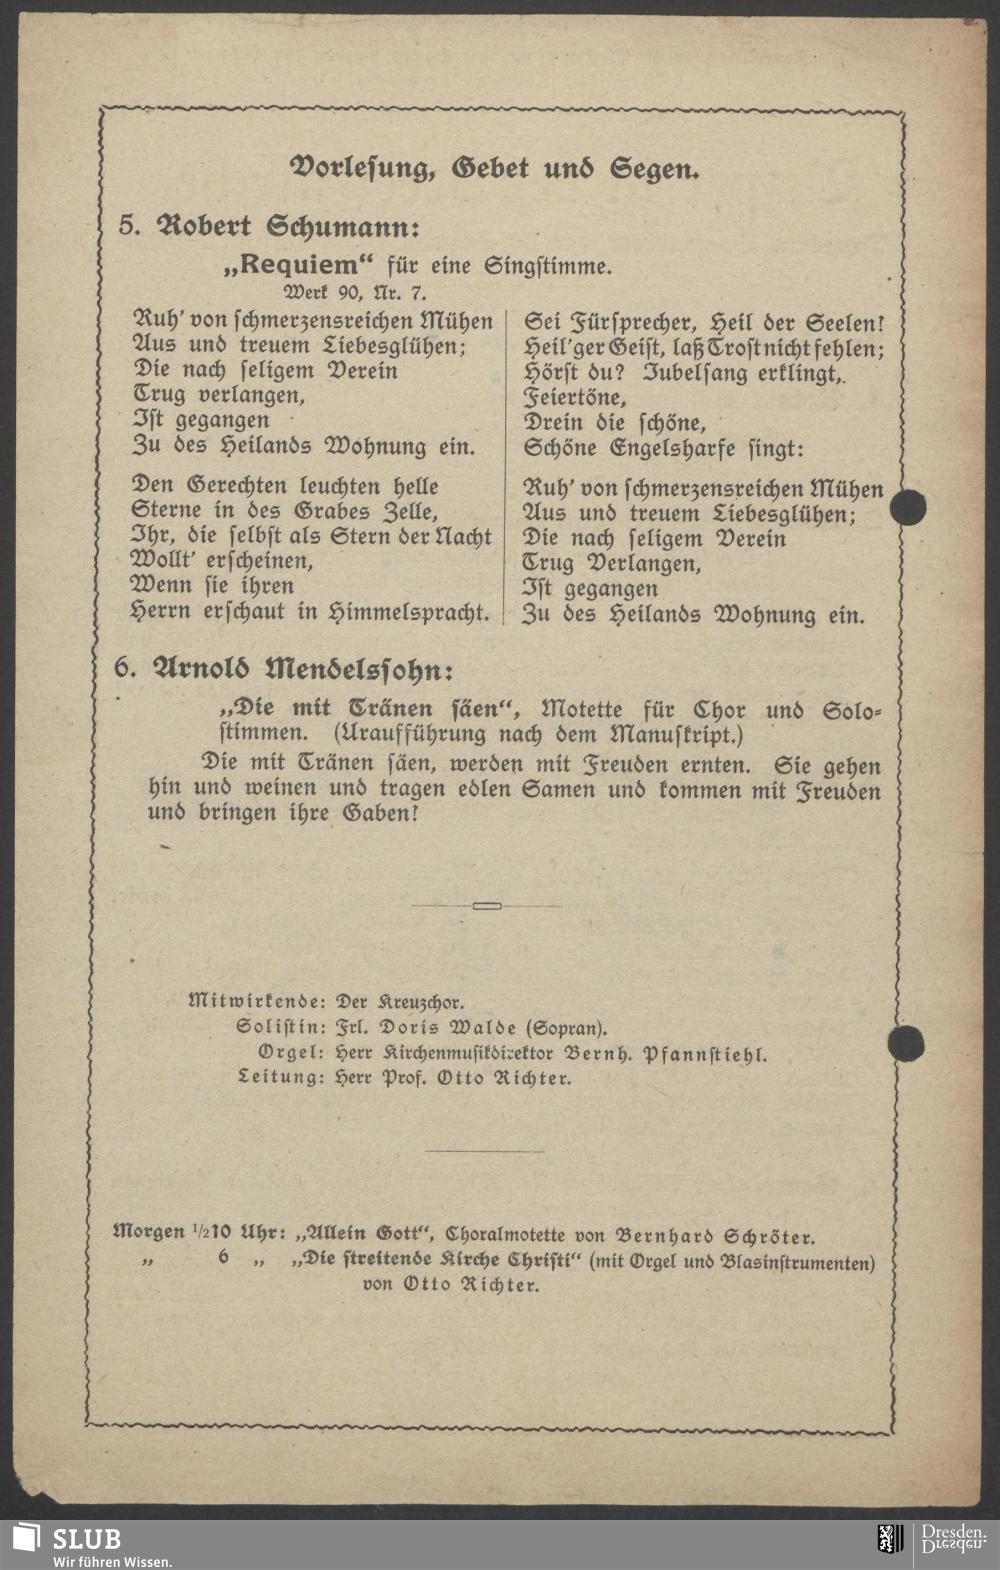 Vorlesung, Gebet und Segen.
5. Robert Schumann:
„Requiem“ für eine Singstimme.
Werk 90, Nr. 7.
Ruh' von schmerzensreichen Mühen
Aus und treuem Liebesglühen;
Die nach seligem Verein
Trug verlangen,
Ist gegangen
Zu des Heilands Wohnung ein.
Den Gerechten leuchten helle
Sterne in des Grabes Zelle,
Ihr, die selbst als Stern der Nacht
Wollt' erscheinen,
Wenn sie ihren
Herrn erschaut in Himmelspracht.
Sei Fürsprecher, Heil der Seelen!
Heil'ger Geist, laß Trost nicht fehlen;
Hörst du? Jubelsang erklingt,
Feiertöne,
Drein die schöne,
Schöne Engelsharfe singt:
Ruh' von schmerzensreichen Mühen
Aus und treuem Liebesglühen;
Die nach seligem Verein
Trug Verlangen,
Ist gegangen
Zu des Heilands Wohnung ein.
6. Arnold Mendelssohn:
„Die mit Tränen säen“, Motette für Chor und Solo-
stimmen. (Uraufführung nach dem Manuskript.)
Die mit Tränen säen, werden mit Freuden ernten. Sie gehen
hin und weinen und tragen edlen Samen und kommen mit Freuden
und bringen ihre Gaben!
Mitwirkende: Der Kreuzchor.
Solistin: Frl. Doris Walde (Sopran).
Orgel: Herr Kirchenmusikdirektor Bernh. Pfannstiehl.
Leitung: Herr Prof. Otto Richter.
Morgen 1/210 Uhr: „Allein Gott“, Choralmotette von Bernhard Schröter.
„ 6 „ „Die streitende Kirche Christi“ (mit Orgel und Blasinstrumenten)
von Otto Richter.
SLUB
Wir führen Wissen.
Dresden.
Dresden.